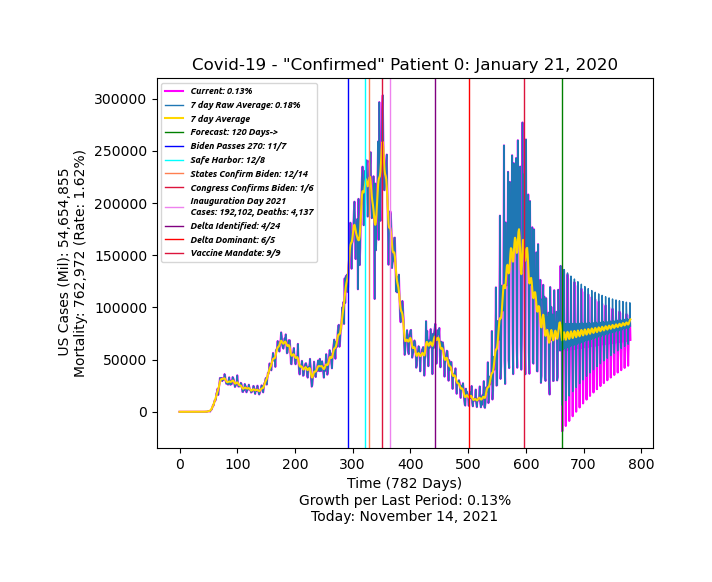 Covid-19 - "Confirmed" Patient 0: January 21, 2020
US Cases (Mil): 54,654,855
Mortality: 762,972 (Rate: 1.62%)
300000
250000
200000
150000
100000
50000
0
Current: 0.13%
7 day Raw Average: 0.18%
7 day Average
Forecast: 120 Days->
Biden Passes 270: 11/7
Safe Harbor: 12/8
States Confirm Biden: 12/14
Congress Confirms Biden: 1/6
Inauguration Day 2021
Cases: 192,102, Deaths: 4,137
Delta Identified: 4/24
Delta Dominant: 6/5
Vaccine Mandate: 9/9
0 100 200 300 400 500 600 700 800
Time (782 Days)
Growth per Last Period: 0.13%
Today: November 14, 2021